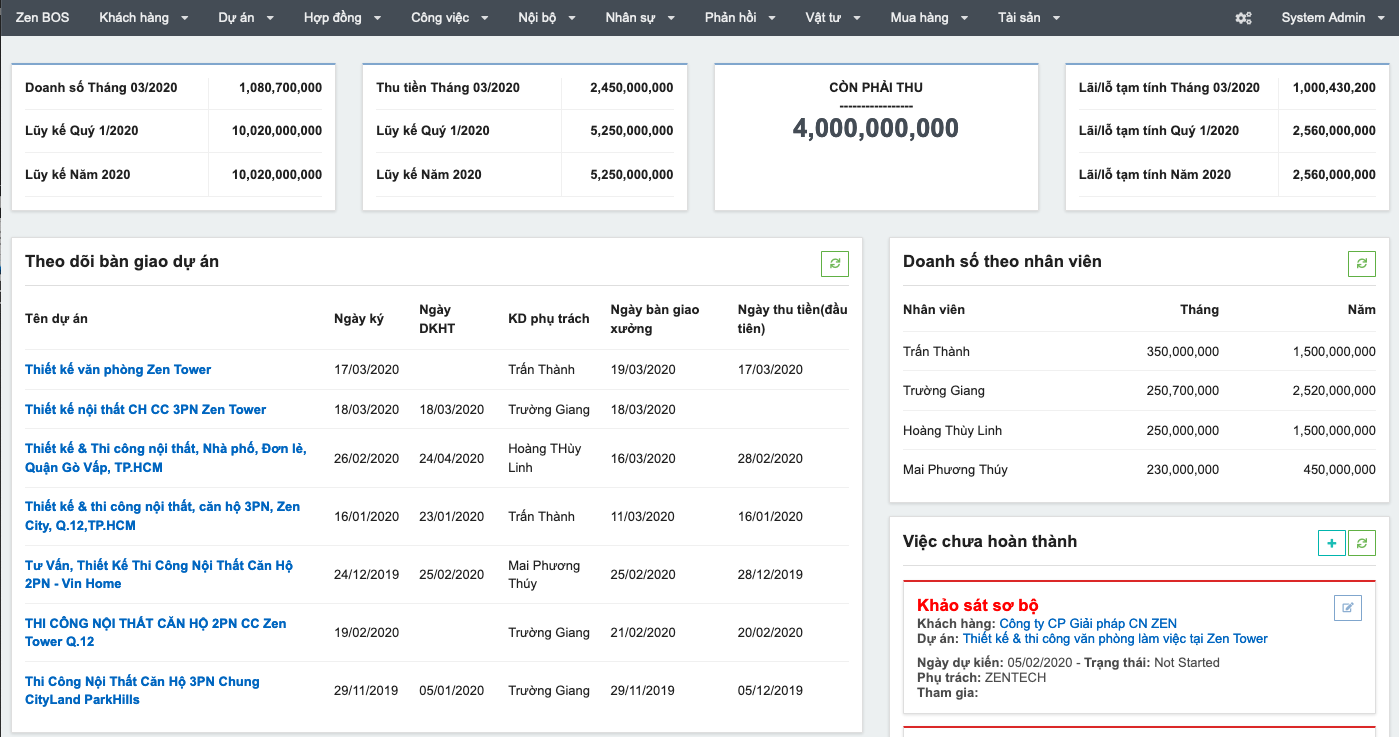 Zen BOS Khách hàng Dự án Hợp đồng Công việc Nội bộ Nhân sự Phản hồi Vật tư Mua hàng Tài sản System Admin
Doanh số Tháng 03/2020 1,080,700,000
Lũy kế Quý 1/2020 10,020,000,000
Lũy kế Năm 2020 10,020,000,000
Thu tiền Tháng 03/2020 2,450,000,000
Lũy kế Quý 1/2020 5,250,000,000
Lũy kế Năm 2020 5,250,000,000
CÒN PHẢI THU
-----------------
4,000,000,000
Lãi/lỗ tạm tính Tháng 03/2020 1,000,430,200
Lãi/lỗ tạm tính Quý 1/2020 2,560,000,000
Lãi/lỗ tạm tính Năm 2020 2,560,000,000
Theo dõi bàn giao dự án
Tên dự án Ngày ký Ngày DKHT KD phụ trách Ngày bàn giao xưởng Ngày thu tiền(đầu tiên)
Thiết kế văn phòng Zen Tower 17/03/2020 Trấn Thành 19/03/2020 17/03/2020
Thiết kế nội thất CH CC 3PN Zen Tower 18/03/2020 18/03/2020 Trường Giang 18/03/2020
Thiết kế & Thi công nội thất, Nhà phố, Đơn lẻ, Quận Gò Vấp, TP.HCM 26/02/2020 24/04/2020 Hoàng THùy Linh 16/03/2020 28/02/2020
Thiết kế & thi công nội thất, căn hộ 3PN, Zen City, Q.12,TP.HCM 16/01/2020 23/01/2020 Trấn Thành 11/03/2020 16/01/2020
Tư Vấn, Thiết Kế Thi Công Nội Thất Căn Hộ 2PN - Vin Home 24/12/2019 25/02/2020 Mai Phương Thúy 25/02/2020 28/12/2019
THI CÔNG NỘI THẤT CĂN HỘ 2PN CC Zen Tower Q.12 19/02/2020 Trường Giang 21/02/2020 20/02/2020
Thi Công Nội Thất Căn Hộ 3PN Chung CityLand ParkHills 29/11/2019 05/01/2020 Trường Giang 29/11/2019 05/12/2019
Doanh số theo nhân viên
Nhân viên Tháng Năm
Trấn Thành 350,000,000 1,500,000,000
Trường Giang 250,700,000 2,520,000,000
Hoàng Thùy Linh 250,000,000 1,500,000,000
Mai Phương Thúy 230,000,000 450,000,000
Việc chưa hoàn thành
Khảo sát sơ bộ
Khách hàng: Công ty CP Giải pháp CN ZEN
Dự án: Thiết kế & thi công văn phòng làm việc tại Zen Tower
Ngày dự kiến: 05/02/2020 - Trạng thái: Not Started
Phụ trách: ZENTECH
Tham gia: